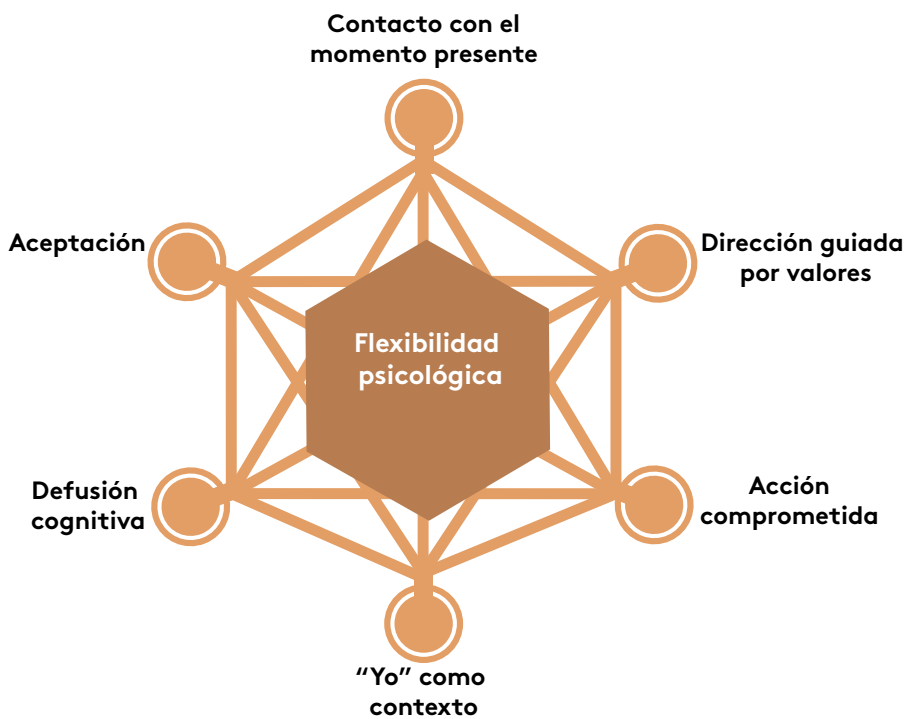 Contacto con el
momento presente
Aceptación
Dirección guiada
por valores
Flexibilidad
psicológica
Defusión
cognitiva
Acción
comprometida
“Yo” como
contexto